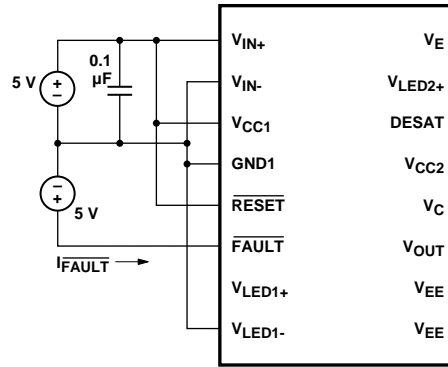 0.1
µF
5 V
5 V
I_FAULT
V_IN+
V_IN-
V_CC1
GND1
RESET
FAULT
V_LED1+
V_LED1-
V_E
V_LED2+
DESAT
V_CC2
V_C
V_OUT
V_EE
V_EE